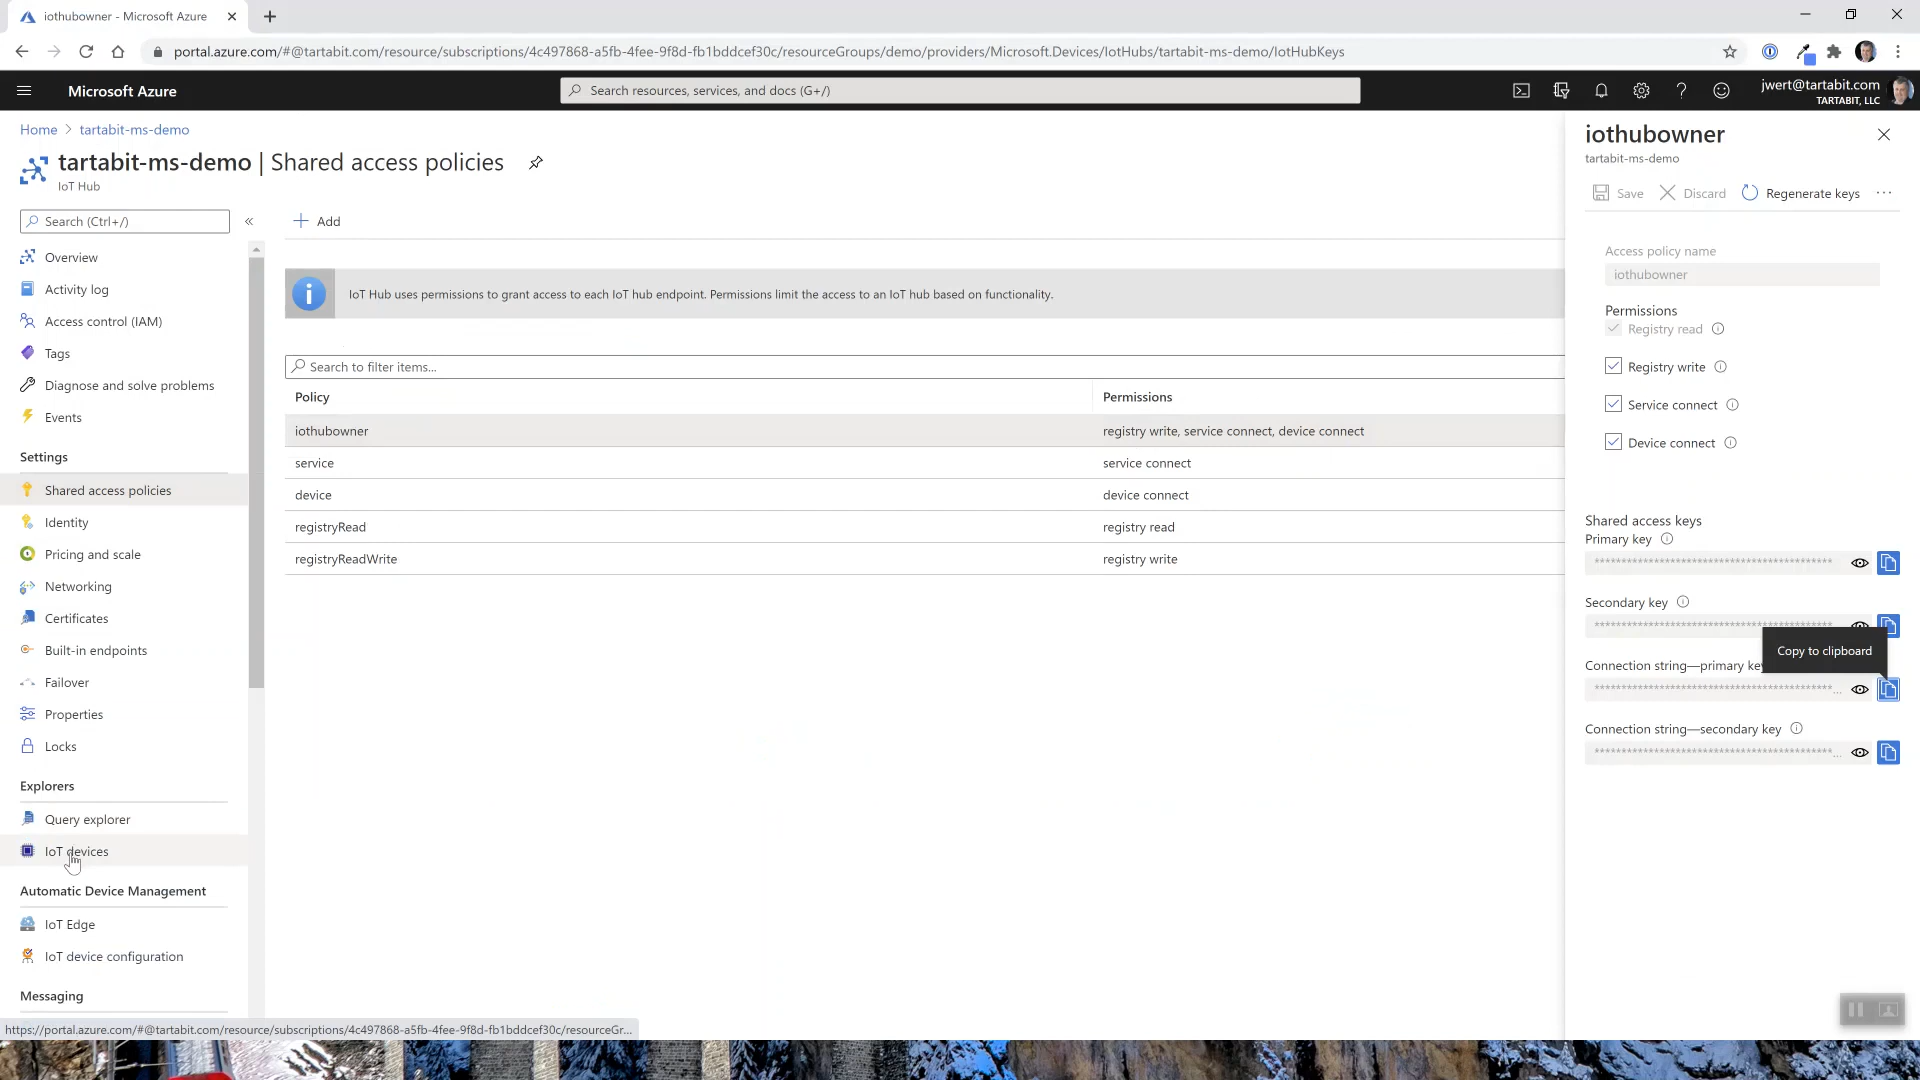 iothubowner - Microsoft Azure
portal.azure.com/#@tartabit.com/resource/subscriptions/4c497868-a5fb-4fee-9f8d-fb1bddcef30c/resourceGroups/demo/providers/Microsoft.Devices/IotHubs/tartabit-ms-demo/IotHubKeys
Microsoft Azure
Search resources, services, and docs (G+/)
jwert@tartabit.com
TARTABIT, LLC
Home > tartabit-ms-demo
tartabit-ms-demo | Shared access policies
IoT Hub
Search (Ctrl+/)
«
Overview
Activity log
Access control (IAM)
Tags
Diagnose and solve problems
Events
Settings
Shared access policies
Identity
Pricing and scale
Networking
Certificates
Built-in endpoints
Failover
Properties
Locks
Explorers
Query explorer
IoT devices
Automatic Device Management
IoT Edge
IoT device configuration
Messaging
https://portal.azure.com/#@tartabit.com/resource/subscriptions/4c497868-a5fb-4fee-9f8d-fb1bddcef30c/resourceGr...
Add
IoT Hub uses permissions to grant access to each IoT hub endpoint. Permissions limit the access to an IoT hub based on functionality.
Search to filter items...
Policy Permissions
iothubowner registry write, service connect, device connect
service service connect
device device connect
registryRead registry read
registryReadWrite registry write
iothubowner
tartabit-ms-demo
Save Discard Regenerate keys ...
Access policy name
iothubowner
Permissions
Registry read
Registry write
Service connect
Device connect
Shared access keys
Primary key
Secondary key
Copy to clipboard
Connection string—primary key
Connection string—secondary key